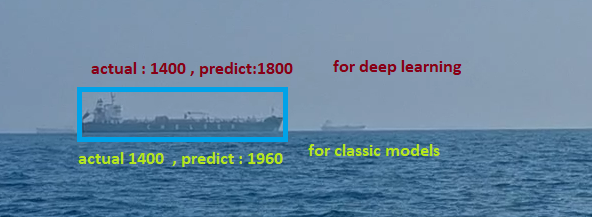 actual : 1400 , predict:1800 for deep learning
actual 1400 , predict : 1960 for classic models